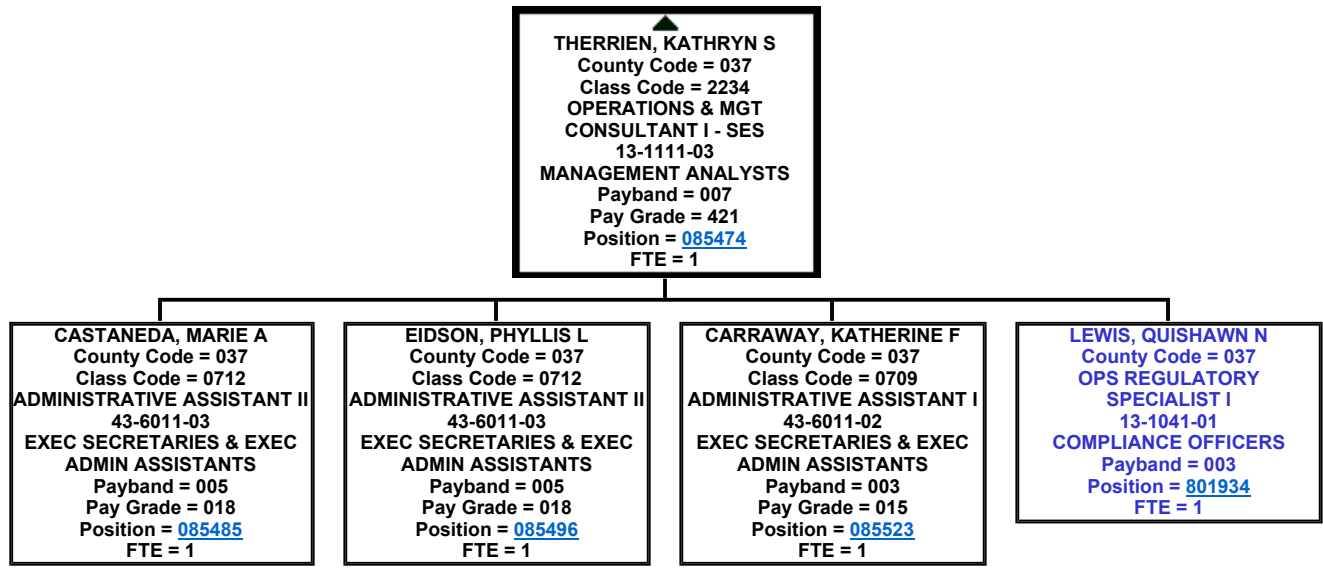 THERRIEN, KATHRYN S
County Code = 037
Class Code = 2234
OPERATIONS & MGT
CONSULTANT I - SES
13-1111-03
MANAGEMENT ANALYSTS
Payband = 007
Pay Grade = 421
Position = 085474
FTE = 1
CASTANEDA, MARIE A
County Code = 037
Class Code = 0712
ADMINISTRATIVE ASSISTANT II
43-6011-03
EXEC SECRETARIES & EXEC
ADMIN ASSISTANTS
Payband = 005
Pay Grade = 018
Position = 085485
FTE = 1
EIDSON, PHYLLIS L
County Code = 037
Class Code = 0712
ADMINISTRATIVE ASSISTANT II
43-6011-03
EXEC SECRETARIES & EXEC
ADMIN ASSISTANTS
Payband = 005
Pay Grade = 018
Position = 085496
FTE = 1
CARRAWAY, KATHERINE F
County Code = 037
Class Code = 0709
ADMINISTRATIVE ASSISTANT I
43-6011-02
EXEC SECRETARIES & EXEC
ADMIN ASSISTANTS
Payband = 003
Pay Grade = 015
Position = 085523
FTE = 1
LEWIS, QUISHAWN N
County Code = 037
OPS REGULATORY
SPECIALIST I
13-1041-01
COMPLIANCE OFFICERS
Payband = 003
Position = 801934
FTE = 1